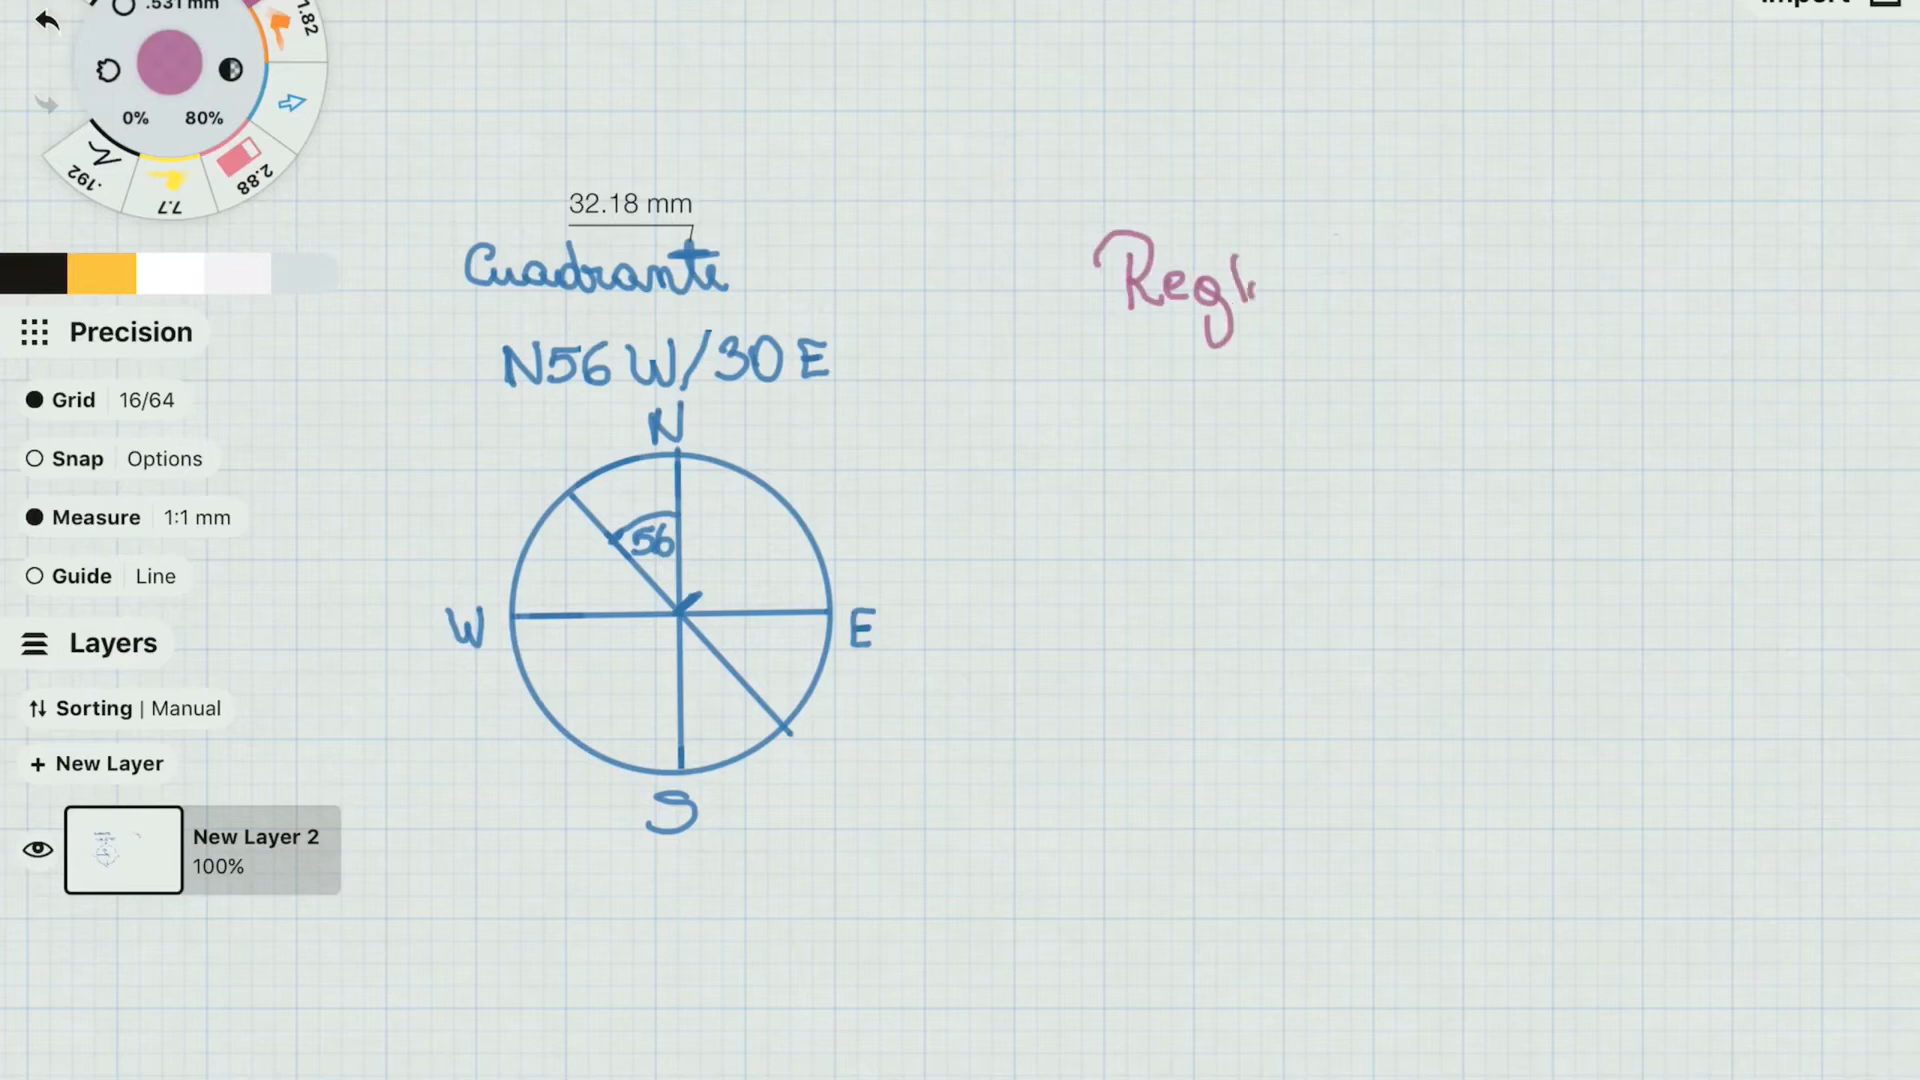 .531 mm
1.82
0% 80%
.192
7.7
2.88
32.18 mm
Cuadrante
N56W/30E
N
56
W
E
S
Regl
Precision
Grid 16/64
Snap Options
Measure 1:1 mm
Guide Line
Layers
Sorting | Manual
+ New Layer
New Layer 2
100%
Import